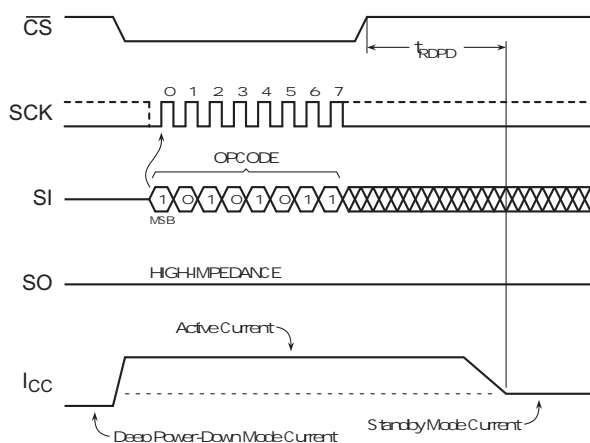 CS
tRDPD
0 1 2 3 4 5 6 7
SCK
OPCODE
SI
1 0 1 0 1 0 1 1
MSB
HIGH-IMPEDANCE
SO
Active Current
ICC
Deep Power-Down Mode Current
Standby Mode Current